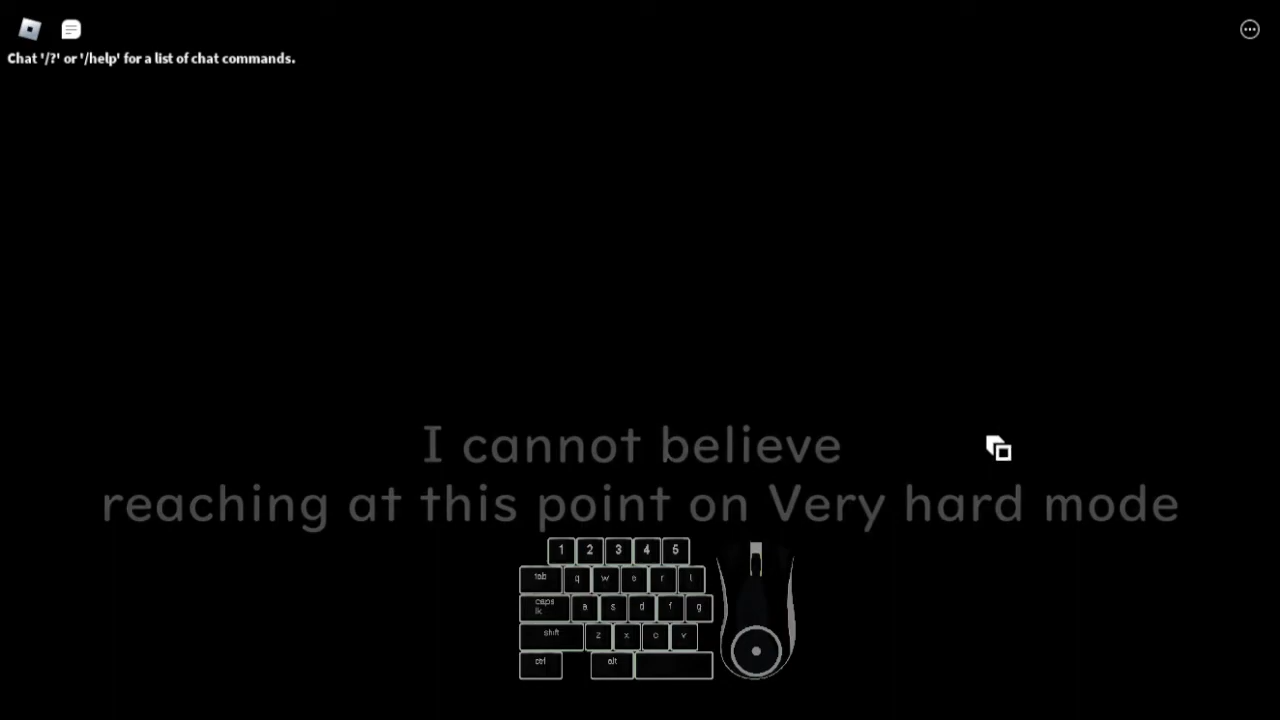 Chat '/?' or '/help' for a list of chat commands.
I cannot believe
reaching at this point on Very hard mode
1 2 3 4 5
tab q w e r t
caps lk a s d f g
shift z x c v
ctrl alt